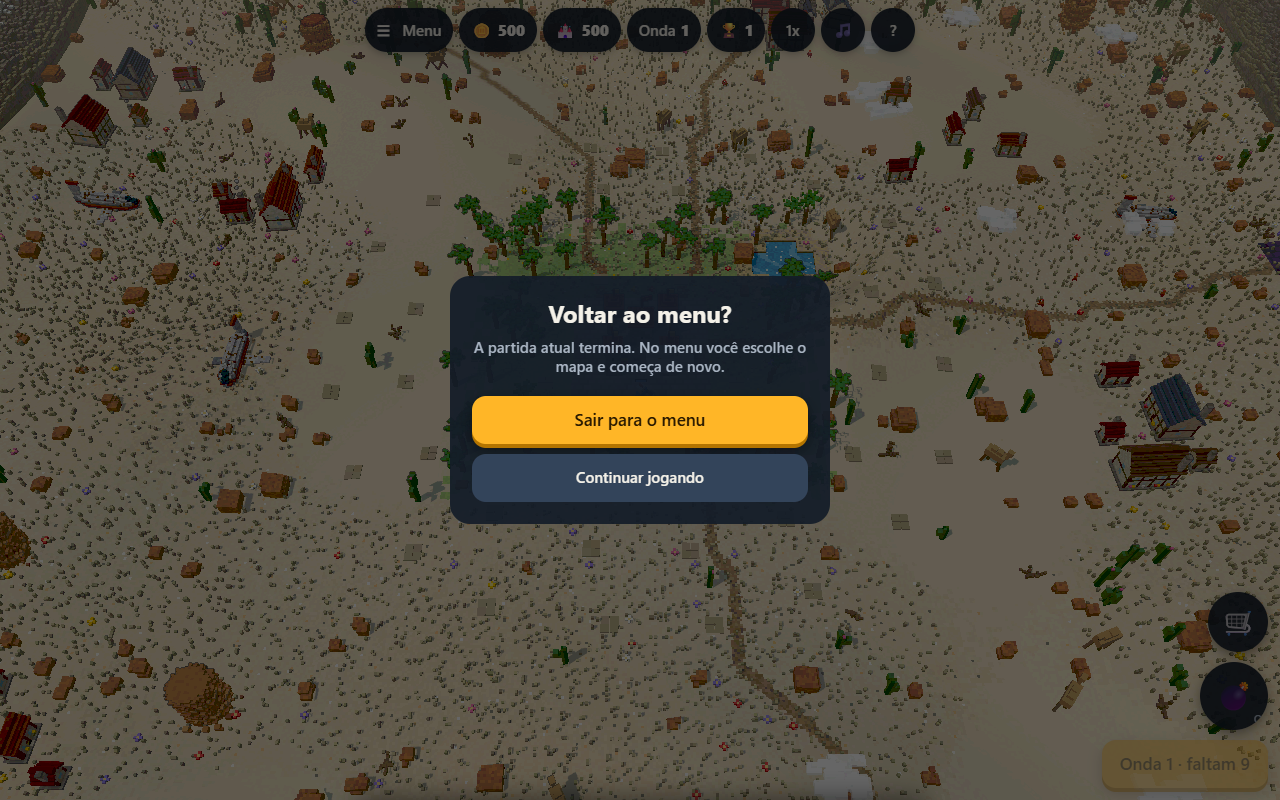 Menu
500
500
Onda 1
1
1x
?
Voltar ao menu?
A partida atual termina. No menu você escolhe o
mapa e começa de novo.
Sair para o menu
Continuar jogando
Onda 1 · faltam 9